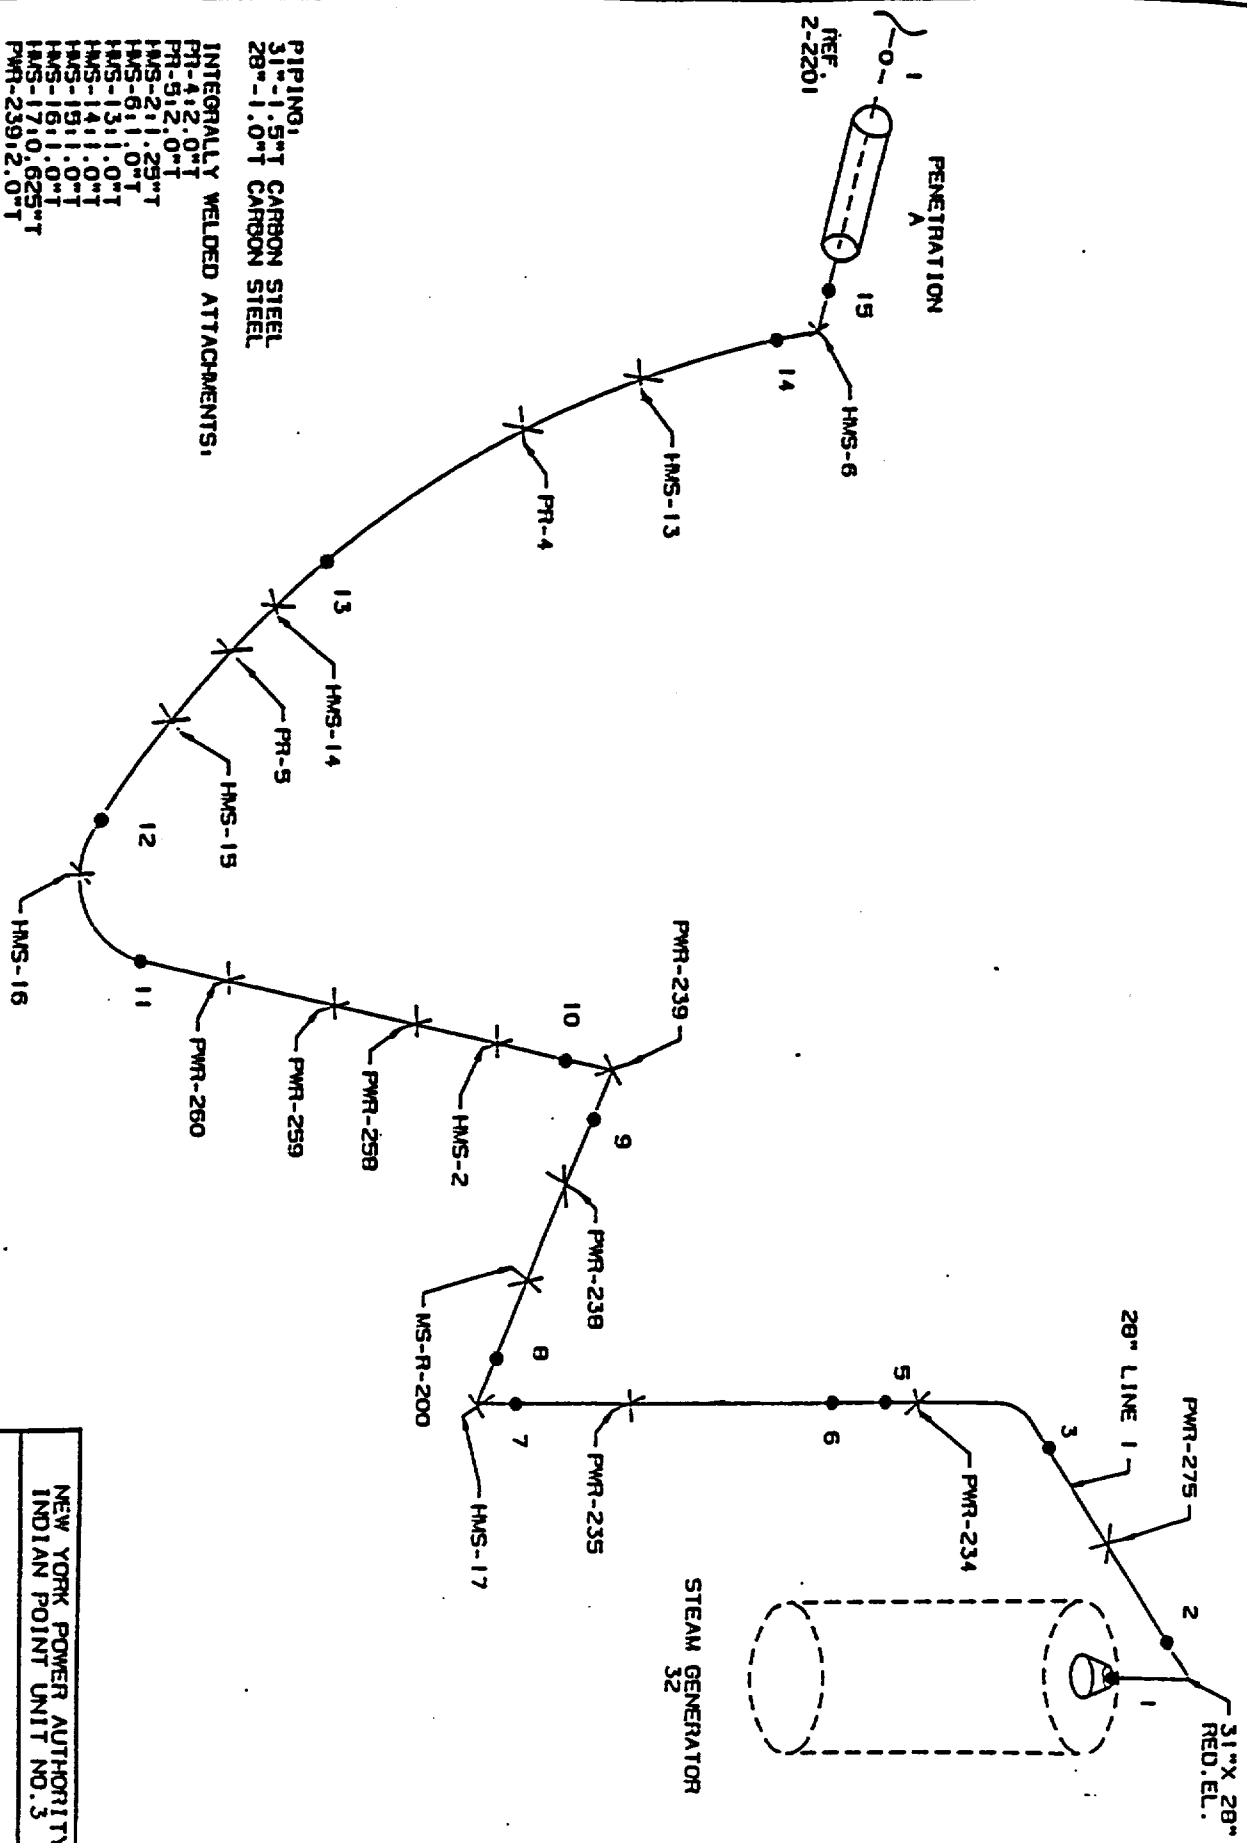 31"X 28"
RED.EL.
1
2
PWR-275
28" LINE 1
3
PWR-234
5
6
PWR-235
7
HMS-17
STEAM GENERATOR
32
8
MS-R-200
PWR-238
9
PWR-239
10
HMS-2
PWR-258
PWR-259
PWR-260
11
HMS-16
12
HMS-15
PR-5
HMS-14
13
PR-4
HMS-13
14
HMS-6
15
PENETRATION
A
1
REF.
2-2201
PIPING:
31"-1.5"T CARBON STEEL
28"-1.0"T CARBON STEEL
INTEGRALLY WELDED ATTACHMENTS:
PR-4:2.0"T
PR-5:2.0"T
HMS-2:1.25"T
HMS-6:1.0"T
HMS-13:1.0"T
HMS-14:1.0"T
HMS-15:1.0"T
HMS-16:1.0"T
HMS-17:0.625"T
PWR-239:2.0"T
NEW YORK POWER AUTHORITY
INDIAN POINT UNIT NO.3